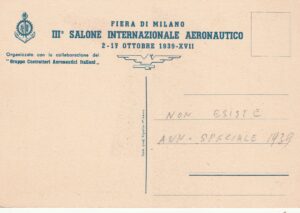 FIERA DI MILANO
IIIº SALONE INTERNAZIONALE AERONAUTICO
2-17 OTTOBRE 1939-XVII
Organizzato con la collaborazione del
"Gruppo Costruttori Aeronautici Italiani"
NON ESISTE
ANN. SPECIALE 1939